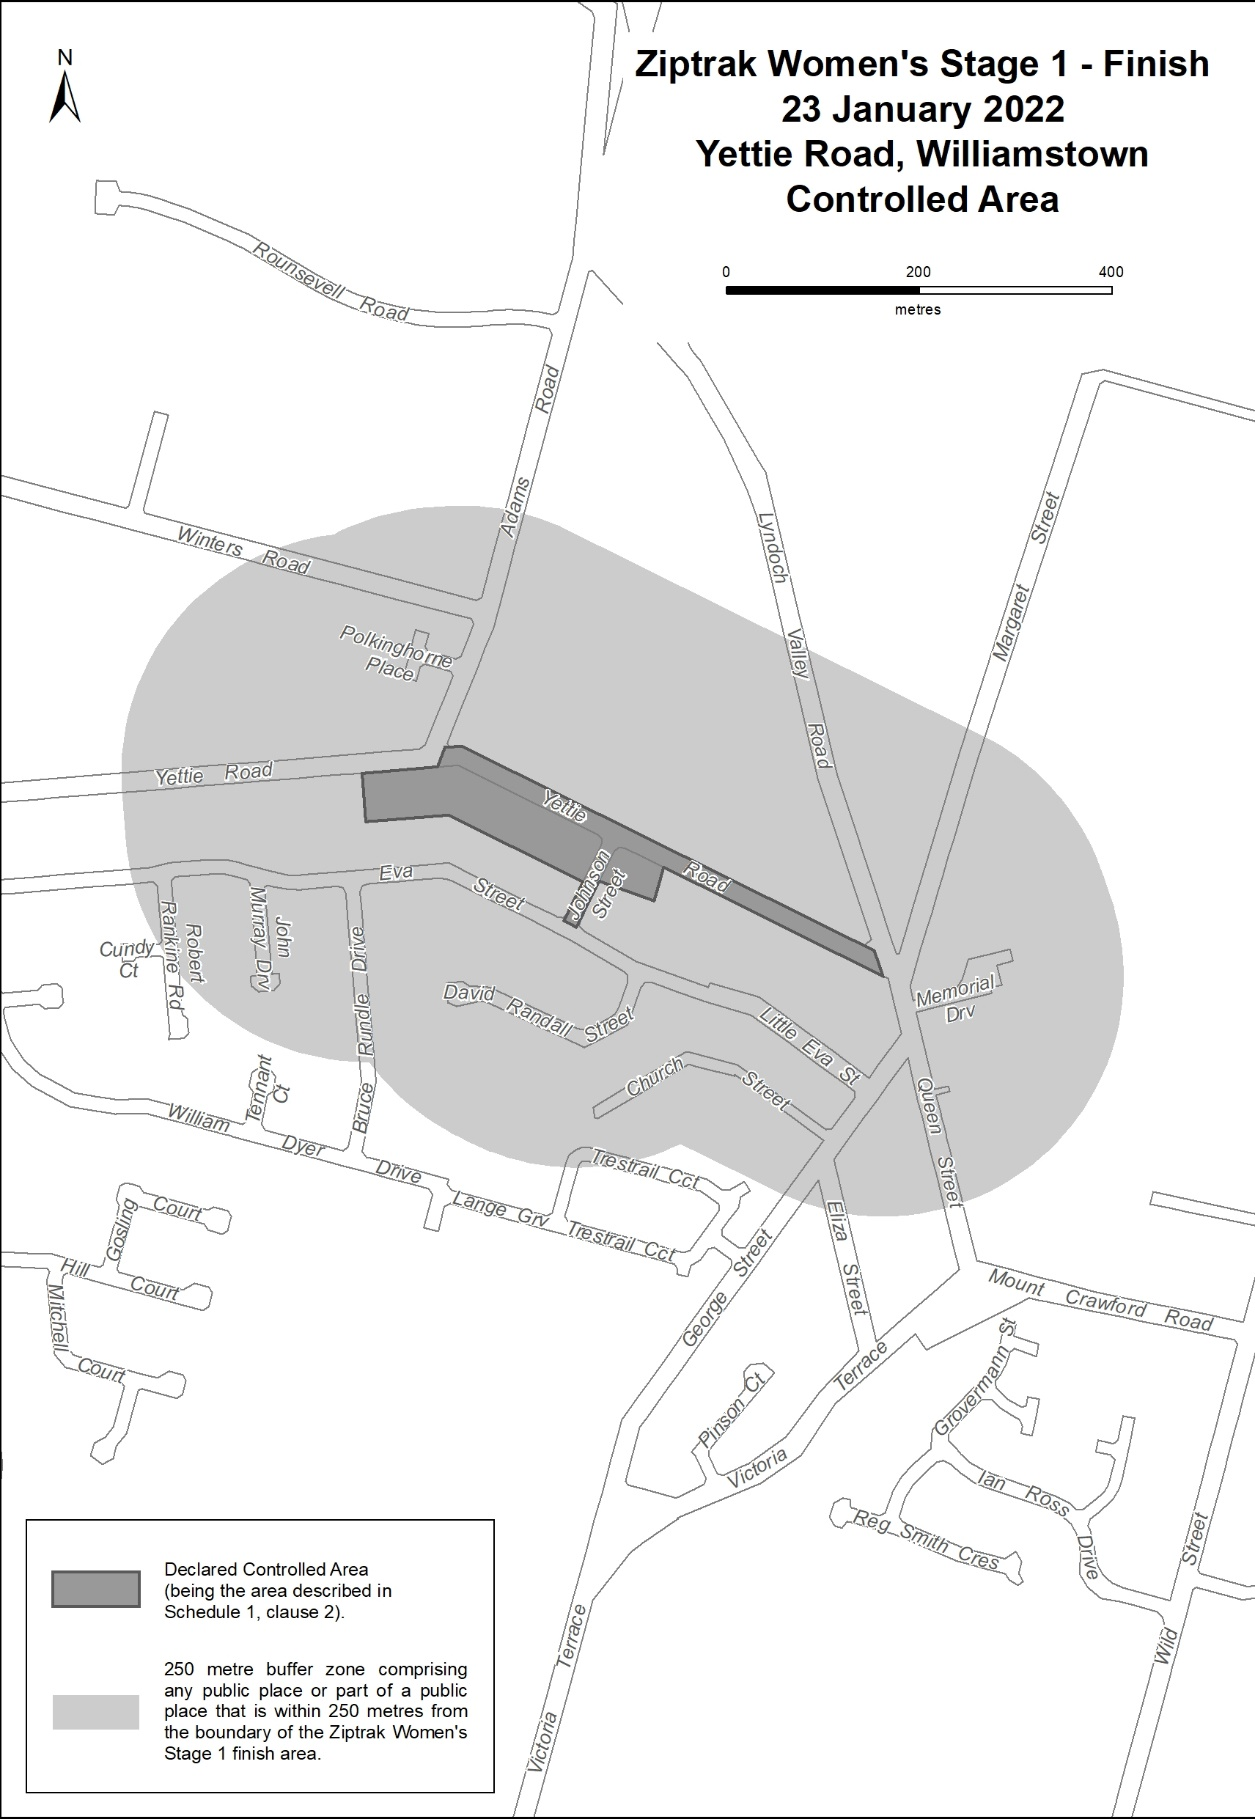 Ziptrak Women's Stage 1 - Finish
23 January 2022
Yettie Road, Williamstown
Controlled Area
N
0 200 400
metres
Rounsevell Road
Adams Road
Winters Road
Lyndoch Valley Road
Margaret Street
Polkinghorne
Place
Yettie Road
Yettie Road
Johnson
Street
Eva Street
Rankine Rd
Robert
Murray Drv
John
Cundy
Ct
Bruce Rundle Drive
David Randall Street
Little Eva St
Memorial
Drv
Church Street
Queen Street
Tennant
Ct
William Dyer Drive
Lange Grv
Trestrail Cct
Trestrail Cct
Gosling Court
Hill Court
Mitchell Court
Eliza Street
George Street
Mount Crawford Road
Pinson Ct
Victoria Terrace
Grovermann St
Ian Ross Drive
Reg Smith Cres
Wild Street
Victoria Terrace
Declared Controlled Area
(being the area described in
Schedule 1, clause 2).
250 metre buffer zone comprising
any public place or part of a public
place that is within 250 metres from
the boundary of the Ziptrak Women's
Stage 1 finish area.